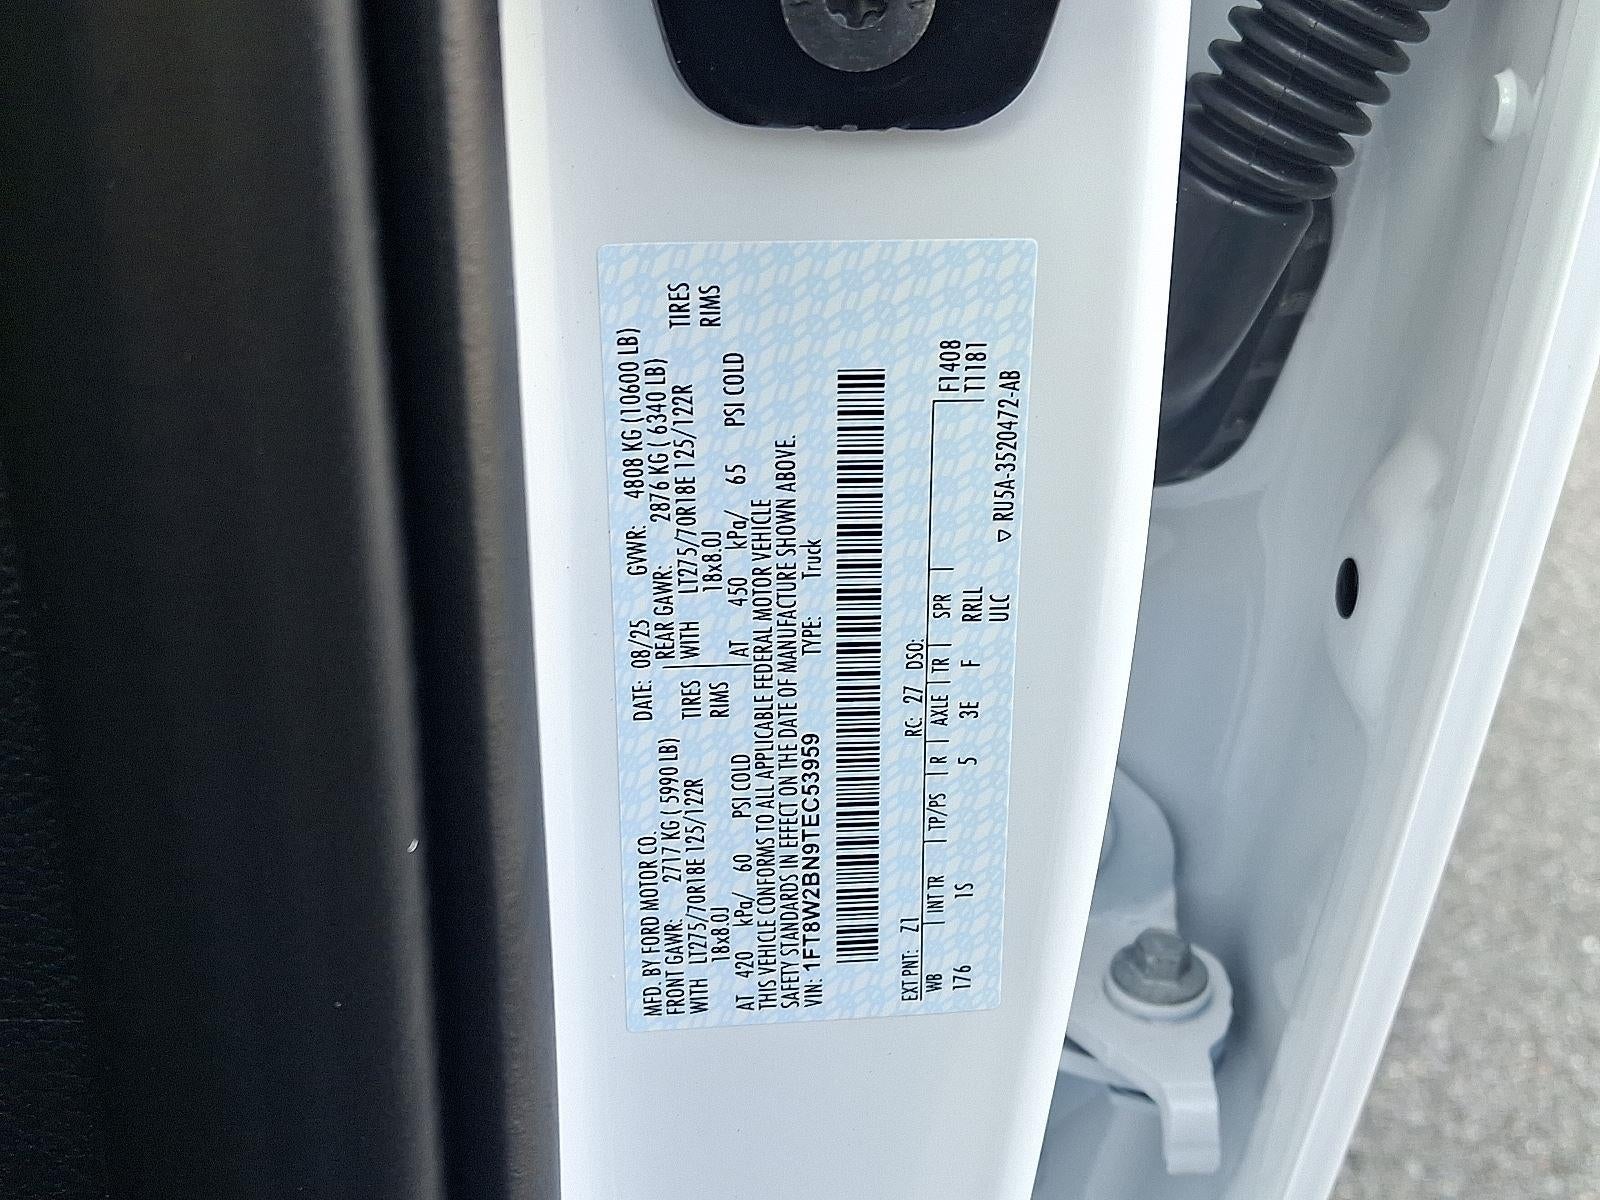 MFD. BY FORD MOTOR CO. DATE: 08/25 GVWR: 4808 KG (10600 LB)
FRONT GAWR: 2717 KG ( 5990 LB) REAR GAWR: 2876 KG ( 6340 LB)
WITH LT275/70R18E 125/122R TIRES WITH LT275/70R18E 125/122R TIRES
18x8.0J RIMS 18x8.0J RIMS
AT 420 kPa/ 60 PSI COLD AT 450 kPa/ 65 PSI COLD
THIS VEHICLE CONFORMS TO ALL APPLICABLE FEDERAL MOTOR VEHICLE
SAFETY STANDARDS IN EFFECT ON THE DATE OF MANUFACTURE SHOWN ABOVE.
VIN: 1FT8W2BN9TEC53959 TYPE: Truck
EXT PNT: Z1 RC: 27 DSO:
WB INT TR TP/PS R AXLE TR SPR F1408
176 1S 5 3E F RRLL T1181
ULC
▽ RU5A-3520472-AB